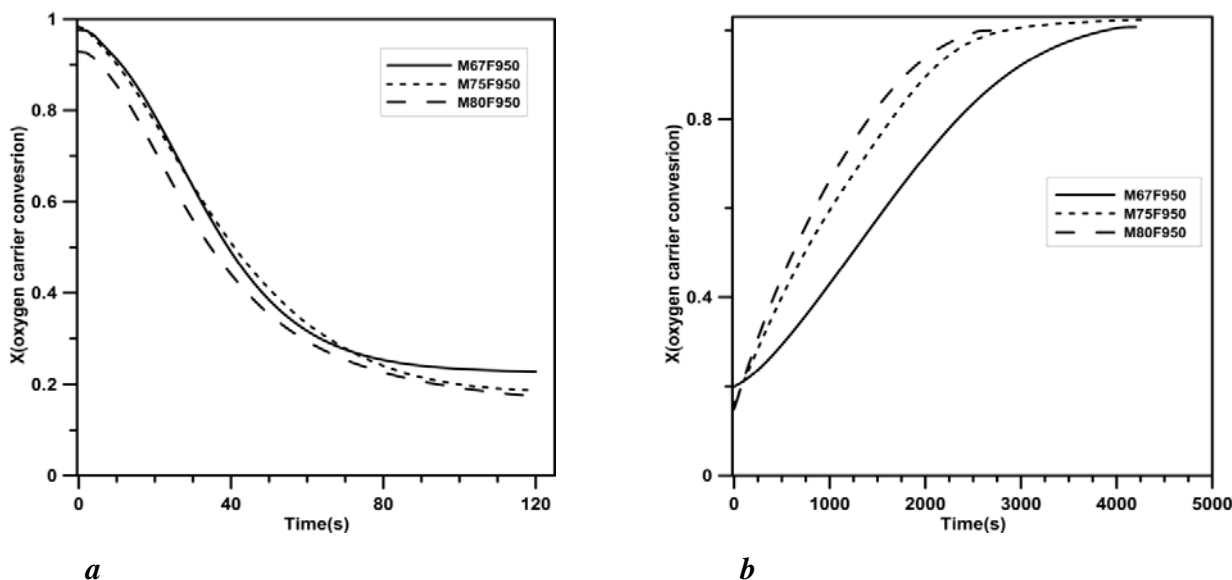 X(oxygen carrier convesrion)
1
0.8
0.6
0.4
0.2
0
0
40
80
120
Time(s)
M67F950
M75F950
M80F950
a
X(oxygen carrier convesrion)
0.8
0.4
0
0
1000
2000
3000
4000
5000
Time(s)
M67F950
M75F950
M80F950
b